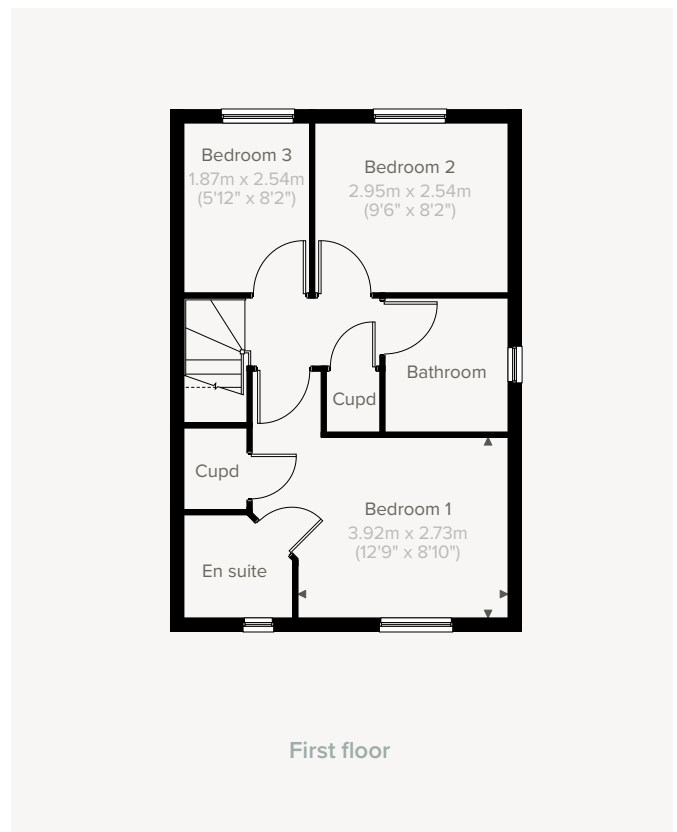 Bedroom 3
1.87m x 2.54m
(5'12" x 8'2")
Bedroom 2
2.95m x 2.54m
(9'6" x 8'2")
Bathroom
Cupd
Cupd
Bedroom 1
3.92m x 2.73m
(12'9" x 8'10")
En suite
First floor